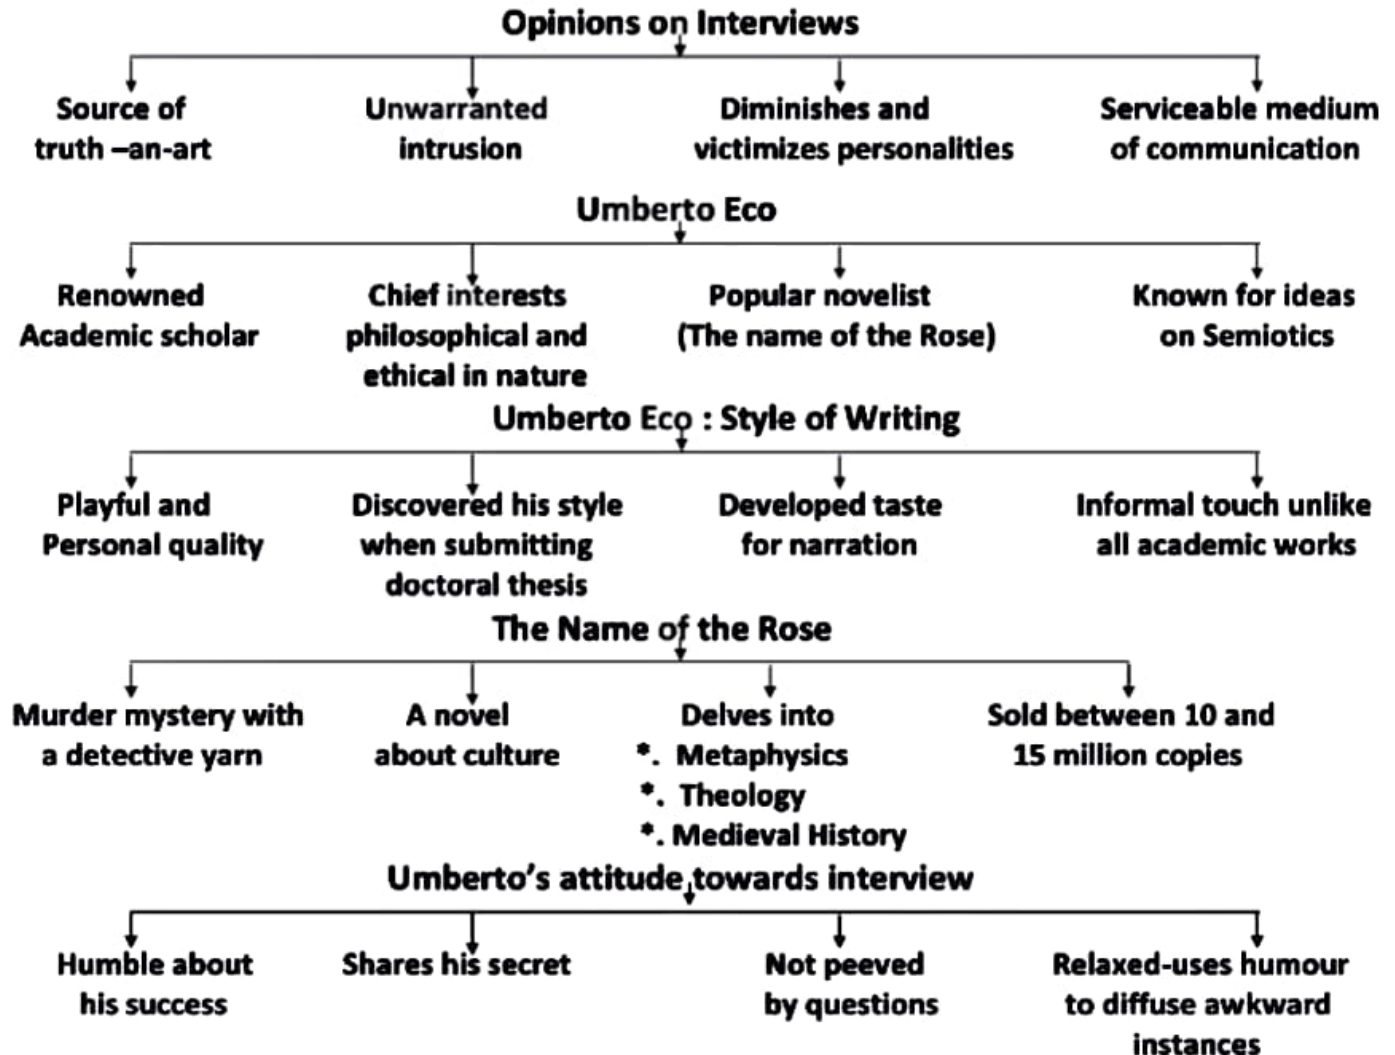 Opinions on Interviews
Source of
truth –an-art
Unwarranted
intrusion
Diminishes and
victimizes personalities
Serviceable medium
of communication
Umberto Eco
Renowned
Academic scholar
Chief interests
philosophical and
ethical in nature
Popular novelist
(The name of the Rose)
Known for ideas
on Semiotics
Umberto Eco : Style of Writing
Playful and
Personal quality
Discovered his style
when submitting
doctoral thesis
Developed taste
for narration
Informal touch unlike
all academic works
The Name of the Rose
Murder mystery with
a detective yarn
A novel
about culture
Delves into
*. Metaphysics
*. Theology
*. Medieval History
Sold between 10 and
15 million copies
Umberto's attitude towards interview
Humble about
his success
Shares his secret
Not peeved
by questions
Relaxed-uses humour
to diffuse awkward
instances